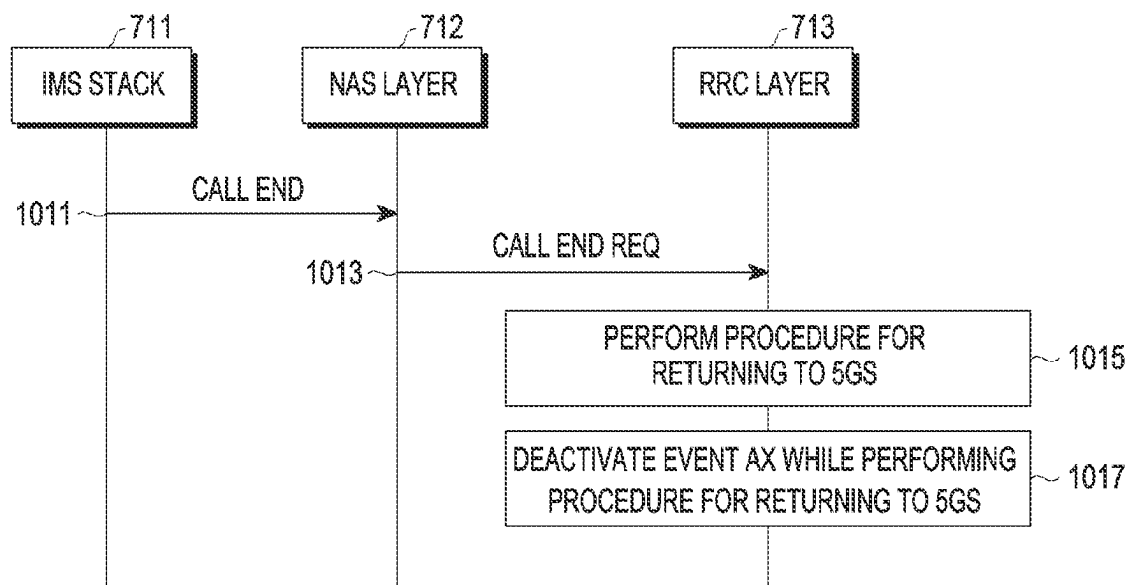 711
712
713
IMS STACK
NAS LAYER
RRC LAYER
CALL END
1011
CALL END REQ
1013
PERFORM PROCEDURE FOR
RETURNING TO 5GS
1015
DEACTIVATE EVENT AX WHILE PERFORMING
PROCEDURE FOR RETURNING TO 5GS
1017